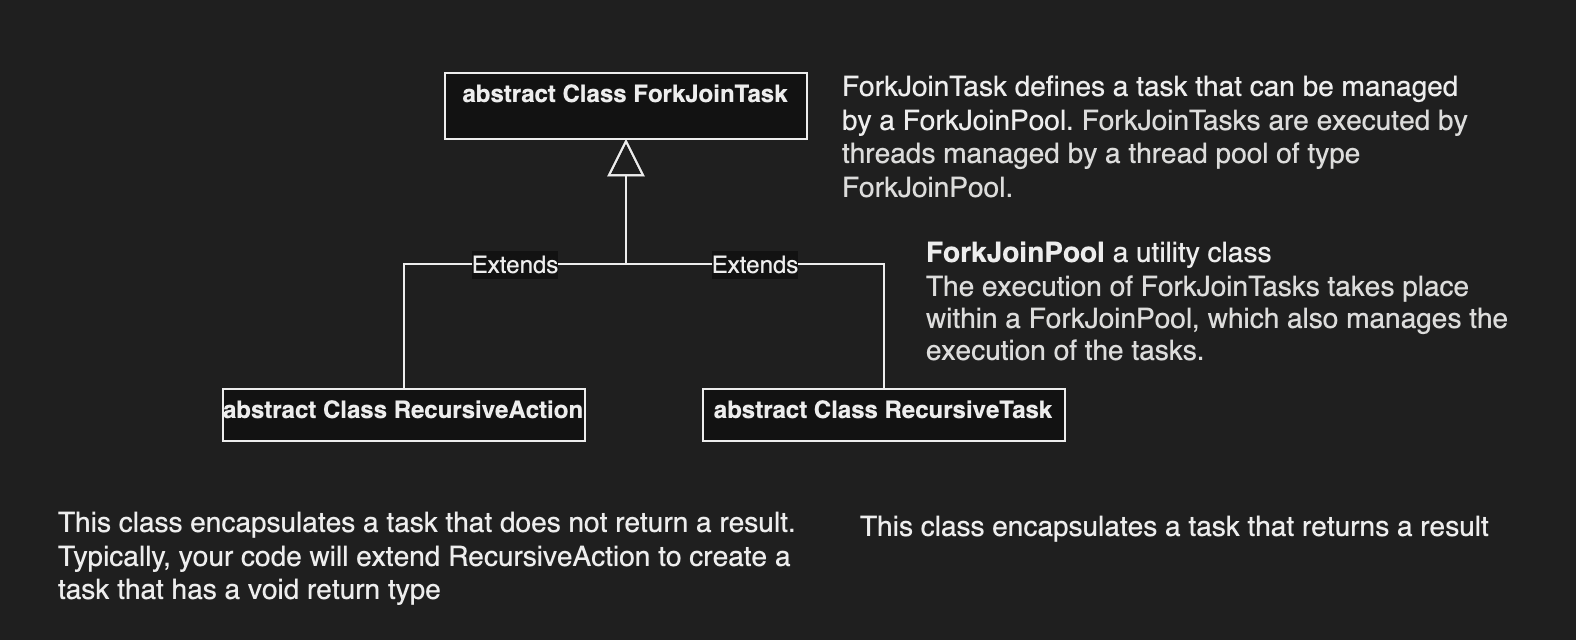 abstract Class ForkJoinTask
ForkJoinTask defines a task that can be managed
by a ForkJoinPool. ForkJoinTasks are executed by
threads managed by a thread pool of type
ForkJoinPool.
ForkJoinPool a utility class
The execution of ForkJoinTasks takes place
within a ForkJoinPool, which also manages the
execution of the tasks.
Extends
Extends
abstract Class RecursiveAction
abstract Class RecursiveTask
This class encapsulates a task that does not return a result.
Typically, your code will extend RecursiveAction to create a
task that has a void return type
This class encapsulates a task that returns a result